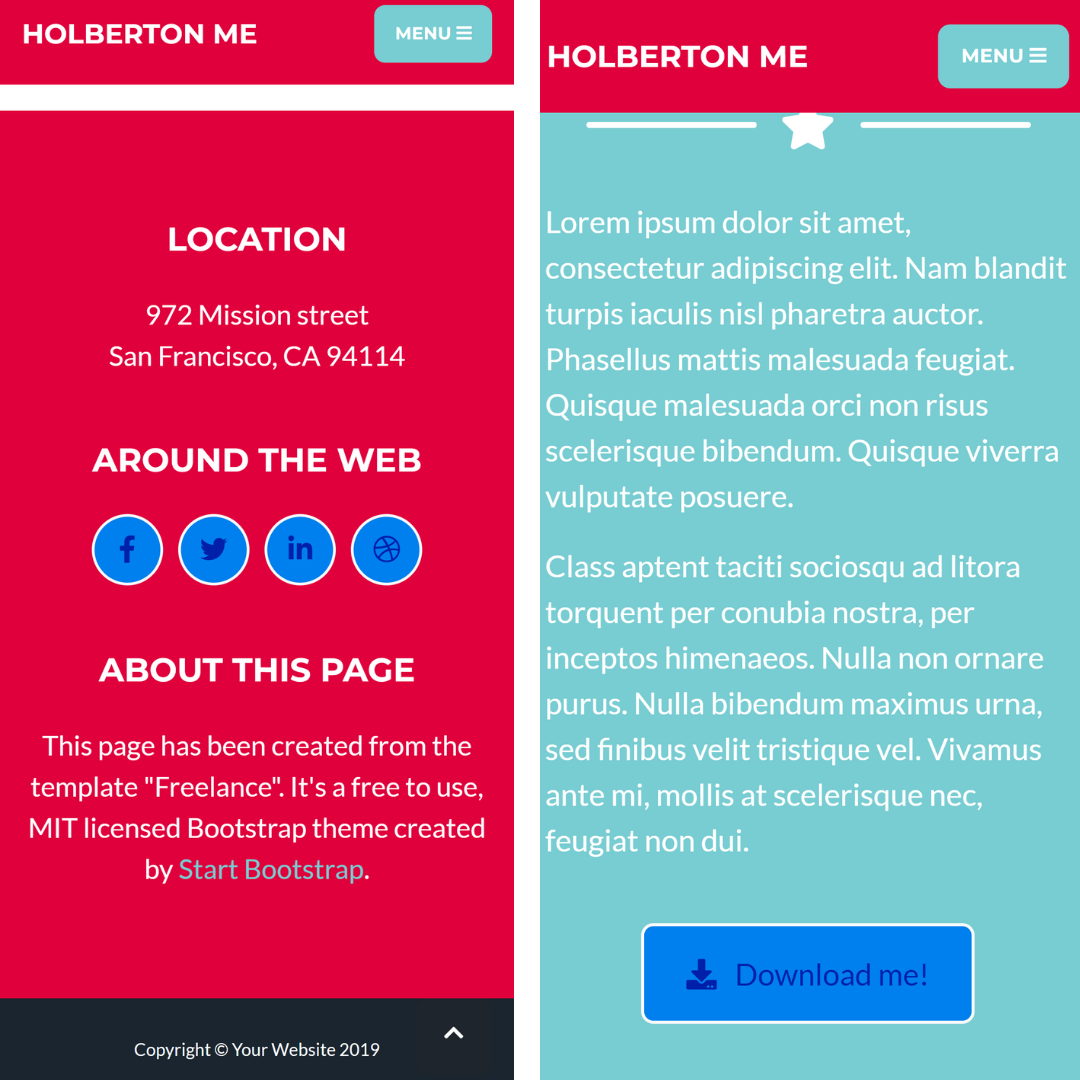 HOLBERTON ME
MENU
LOCATION
972 Mission street
San Francisco, CA 94114
AROUND THE WEB
ABOUT THIS PAGE
This page has been created from the
template "Freelance". It's a free to use,
MIT licensed Bootstrap theme created
by Start Bootstrap.
Copyright © Your Website 2019
HOLBERTON ME
MENU
Lorem ipsum dolor sit amet,
consectetur adipiscing elit. Nam blandit
turpis iaculis nisl pharetra auctor.
Phasellus mattis malesuada feugiat.
Quisque malesuada orci non risus
scelerisque bibendum. Quisque viverra
vulputate posuere.
Class aptent taciti sociosqu ad litora
torquent per conubia nostra, per
inceptos himenaeos. Nulla non ornare
purus. Nulla bibendum maximus urna,
sed finibus velit tristique vel. Vivamus
ante mi, mollis at scelerisque nec,
feugiat non dui.
Download me!